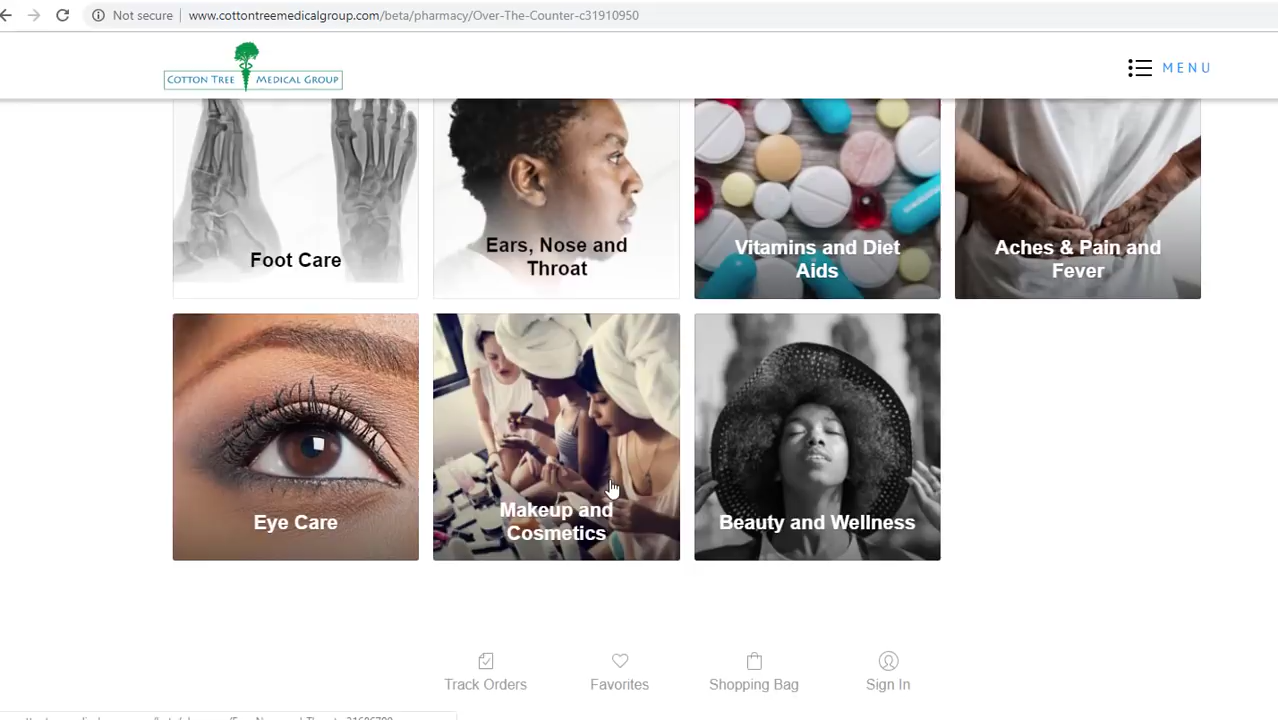 Not secure | www.cottontreemedicalgroup.com/beta/pharmacy/Over-The-Counter-c31910950
COTTON TREE MEDICAL GROUP
MENU
Foot Care
Ears, Nose and
Throat
Vitamins and Diet
Aids
Aches & Pain and
Fever
Eye Care
Makeup and
Cosmetics
Beauty and Wellness
Track Orders
Favorites
Shopping Bag
Sign In